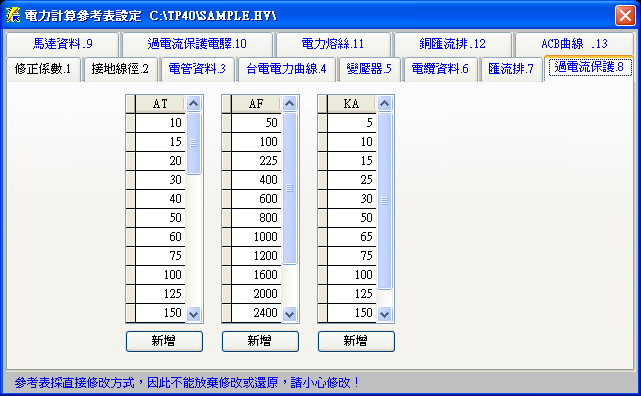 電力計算參考表設定 C:\TP40\SAMPLE.HV\
馬達資料.9 過電流保護電驛.10 電力熔絲.11 銅匯流排.12 ACB曲線 .13
修正係數.1 接地線徑.2 電管資料.3 台電電力曲線.4 變壓器.5 電纜資料.6 匯流排.7 過電流保護.8
AT AF KA
10 50 5
15 100 10
20 225 15
30 400 25
40 600 30
50 800 50
60 1000 65
75 1200 75
100 1600 100
125 2000 125
150 2400 150
新增 新增 新增
參考表採直接修改方式，因此不能放棄修改或還原，請小心修改！